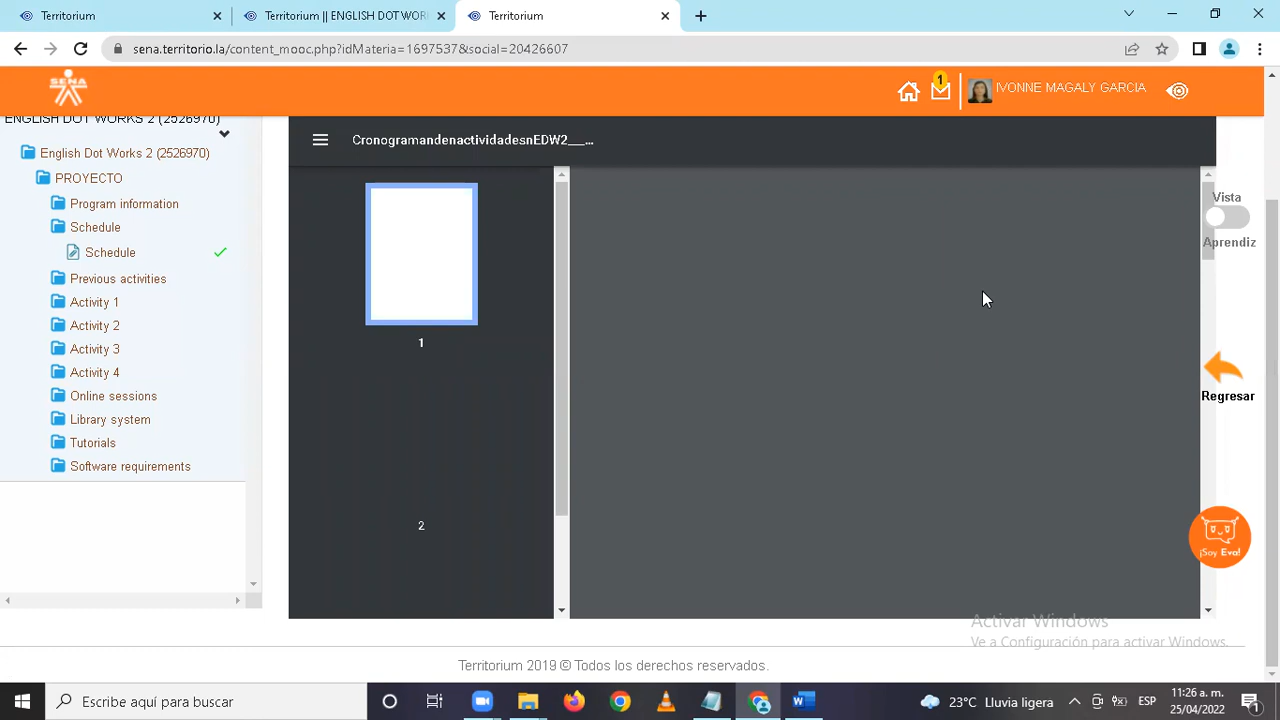 Territorium
Territorium || ENGLISH DOT WORK
Territorium
sena.territorio.la/content_mooc.php?idMateria=1697537&social=20426607
SENA
1
IVONNE MAGALY GARCIA
ENGLISH DOT WORKS 2 (2526970)
English Dot Works 2 (2526970)
PROYECTO
Program information
Schedule
Schedule
Previous activities
Activity 1
Activity 2
Activity 3
Activity 4
Online sessions
Library system
Tutorials
Software requirements
CronogramandenactividadesnEDW2___...
1
2
Vista
Aprendiz
Regresar
¡Soy Eva!
Activar Windows
Ve a Configuración para activar Windows.
Territorium 2019 © Todos los derechos reservados.
Escribe aquí para buscar
23°C Lluvia ligera
ESP
11:26 a. m.
25/04/2022
1